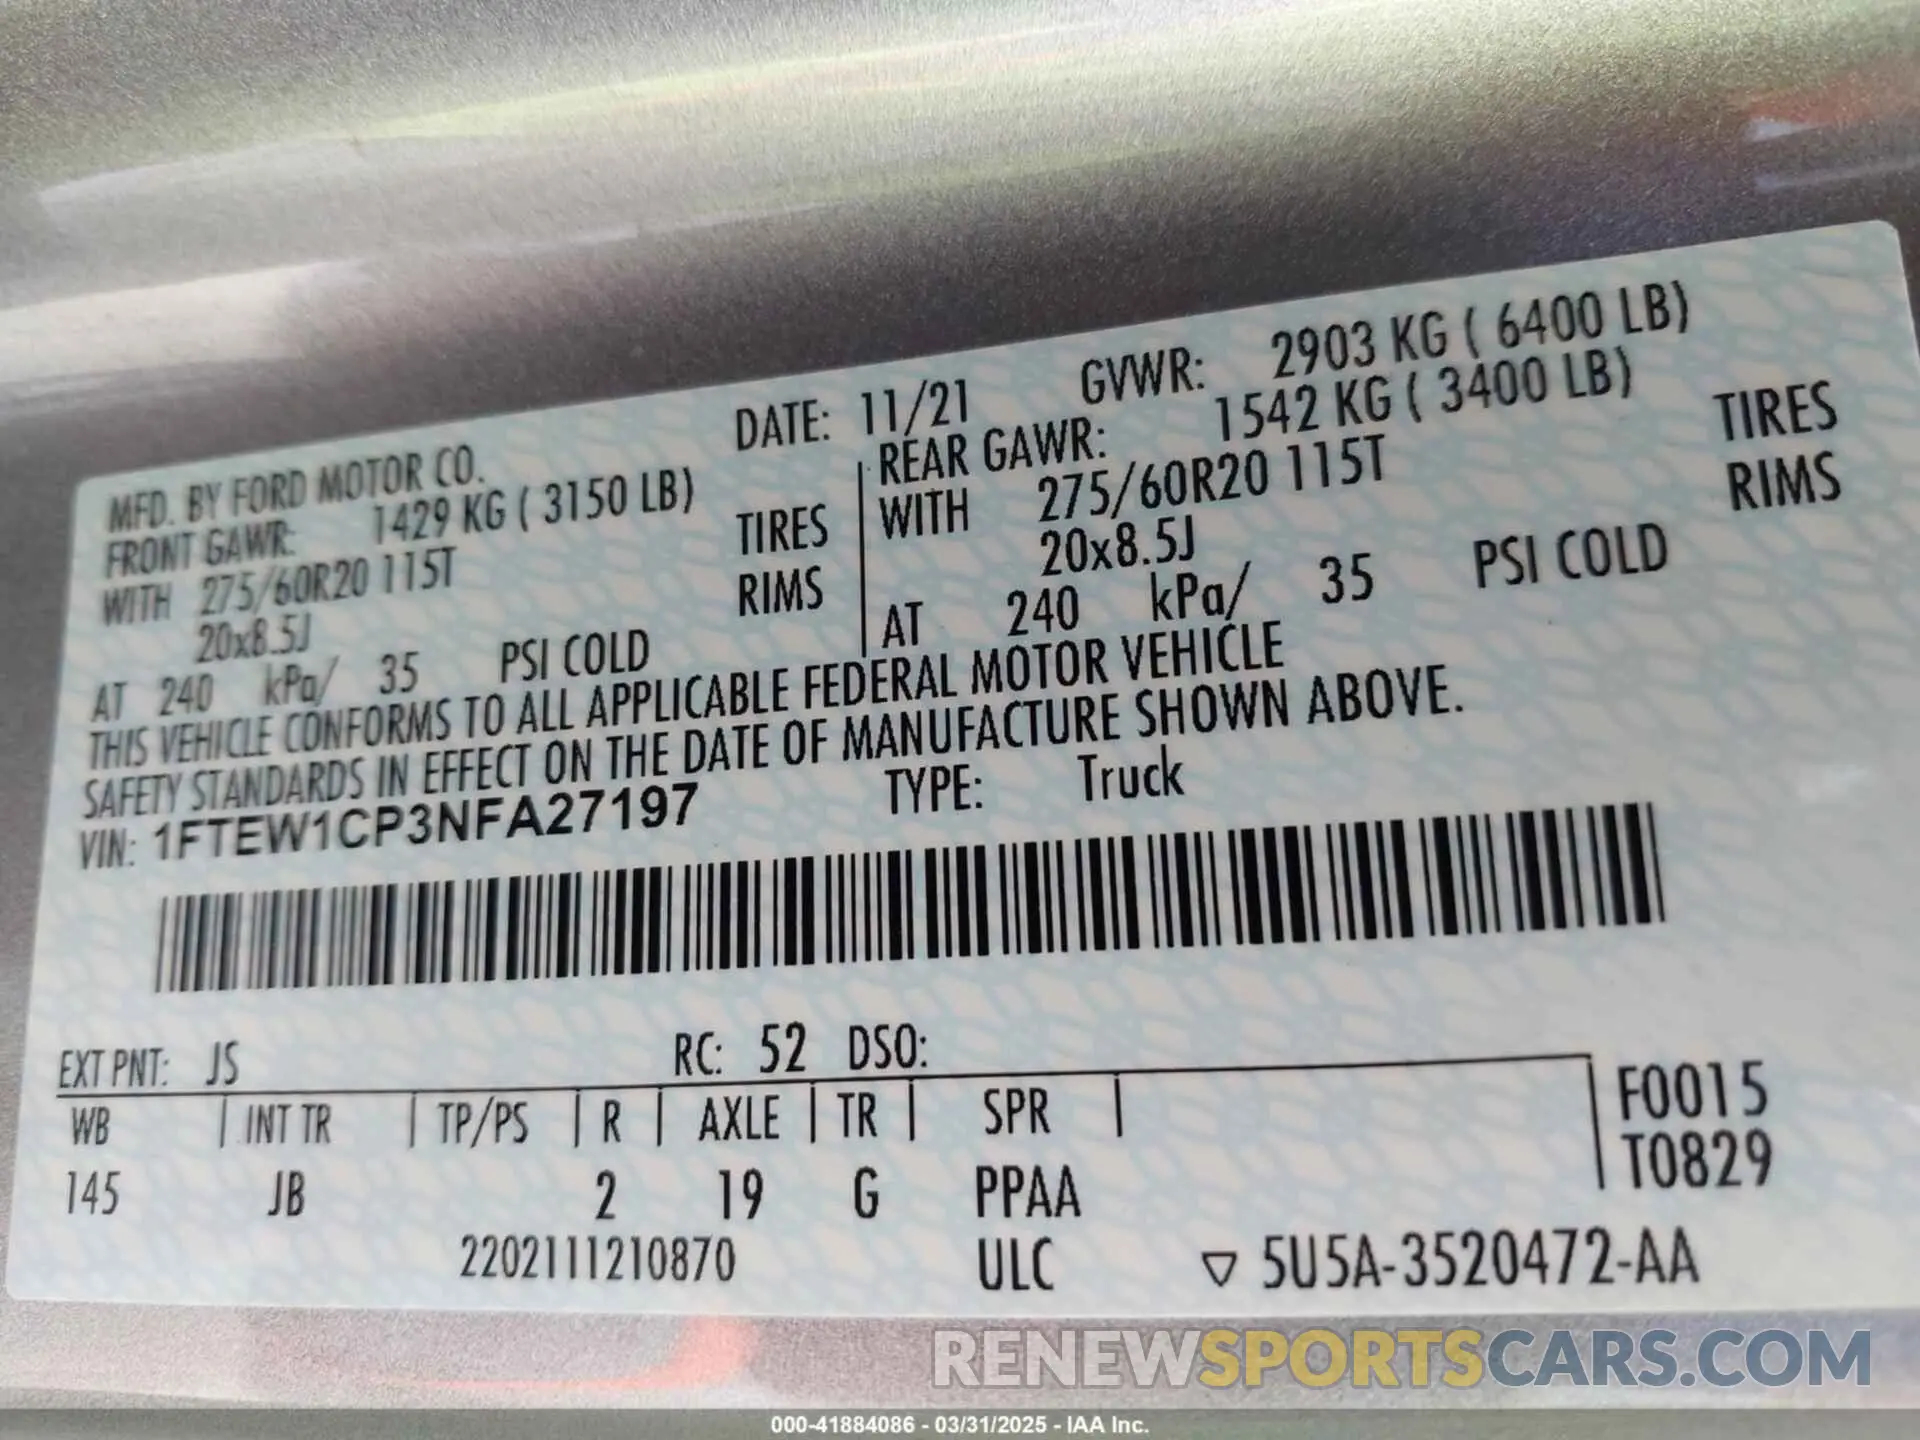 MFD. BY FORD MOTOR CO. DATE: 11/21 GVWR: 2903 KG ( 6400 LB)
FRONT GAWR: 1429 KG ( 3150 LB) REAR GAWR: 1542 KG ( 3400 LB)
WITH 275/60R20 115T TIRES WITH 275/60R20 115T TIRES
20x8.5J RIMS 20x8.5J RIMS
AT 240 kPa/ 35 PSI COLD AT 240 kPa/ 35 PSI COLD
THIS VEHICLE CONFORMS TO ALL APPLICABLE FEDERAL MOTOR VEHICLE
SAFETY STANDARDS IN EFFECT ON THE DATE OF MANUFACTURE SHOWN ABOVE.
VIN: 1FTEW1CP3NFA27197 TYPE: Truck
EXT PNT: JS RC: 52 DSO:
WB INT TR TP/PS R AXLE TR SPR F0015
T0829
145 JB 2 19 G PPAA
2202111210870 ULC ▽ 5U5A-3520472-AA
RENEWSPORTSCARS.COM
000-41884086 - 03/31/2025 - IAA Inc.